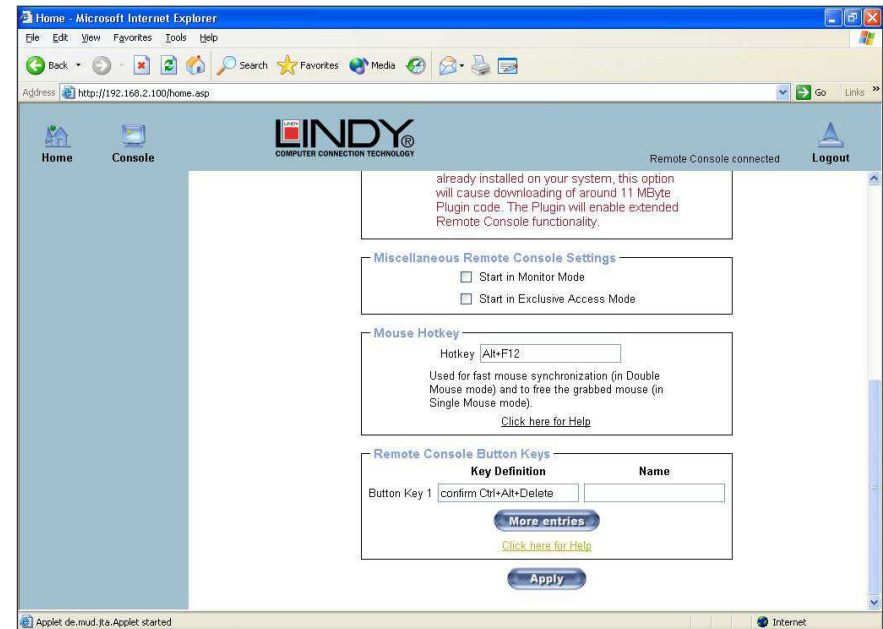 Home - Microsoft Internet Explorer
File Edit View Favorites Tools Help
Back Search Favorites Media
Address http://192.168.2.100/home.asp Go Links »
Home Console
LINDY
LINDY®
COMPUTER CONNECTION TECHNOLOGY
Remote Console connected
Logout
already installed on your system, this option
will cause downloading of around 11 MByte
Plugin code. The Plugin will enable extended
Remote Console functionality.
Miscellaneous Remote Console Settings
Start in Monitor Mode
Start in Exclusive Access Mode
Mouse Hotkey
Hotkey Alt+F12
Used for fast mouse synchronization (in Double
Mouse mode) and to free the grabbed mouse (in
Single Mouse mode).
Click here for Help
Remote Console Button Keys
Key Definition Name
Button Key 1 confirm Ctrl+Alt+Delete
More entries
Click here for Help
Apply
Applet de.mud.jta.Applet started Internet